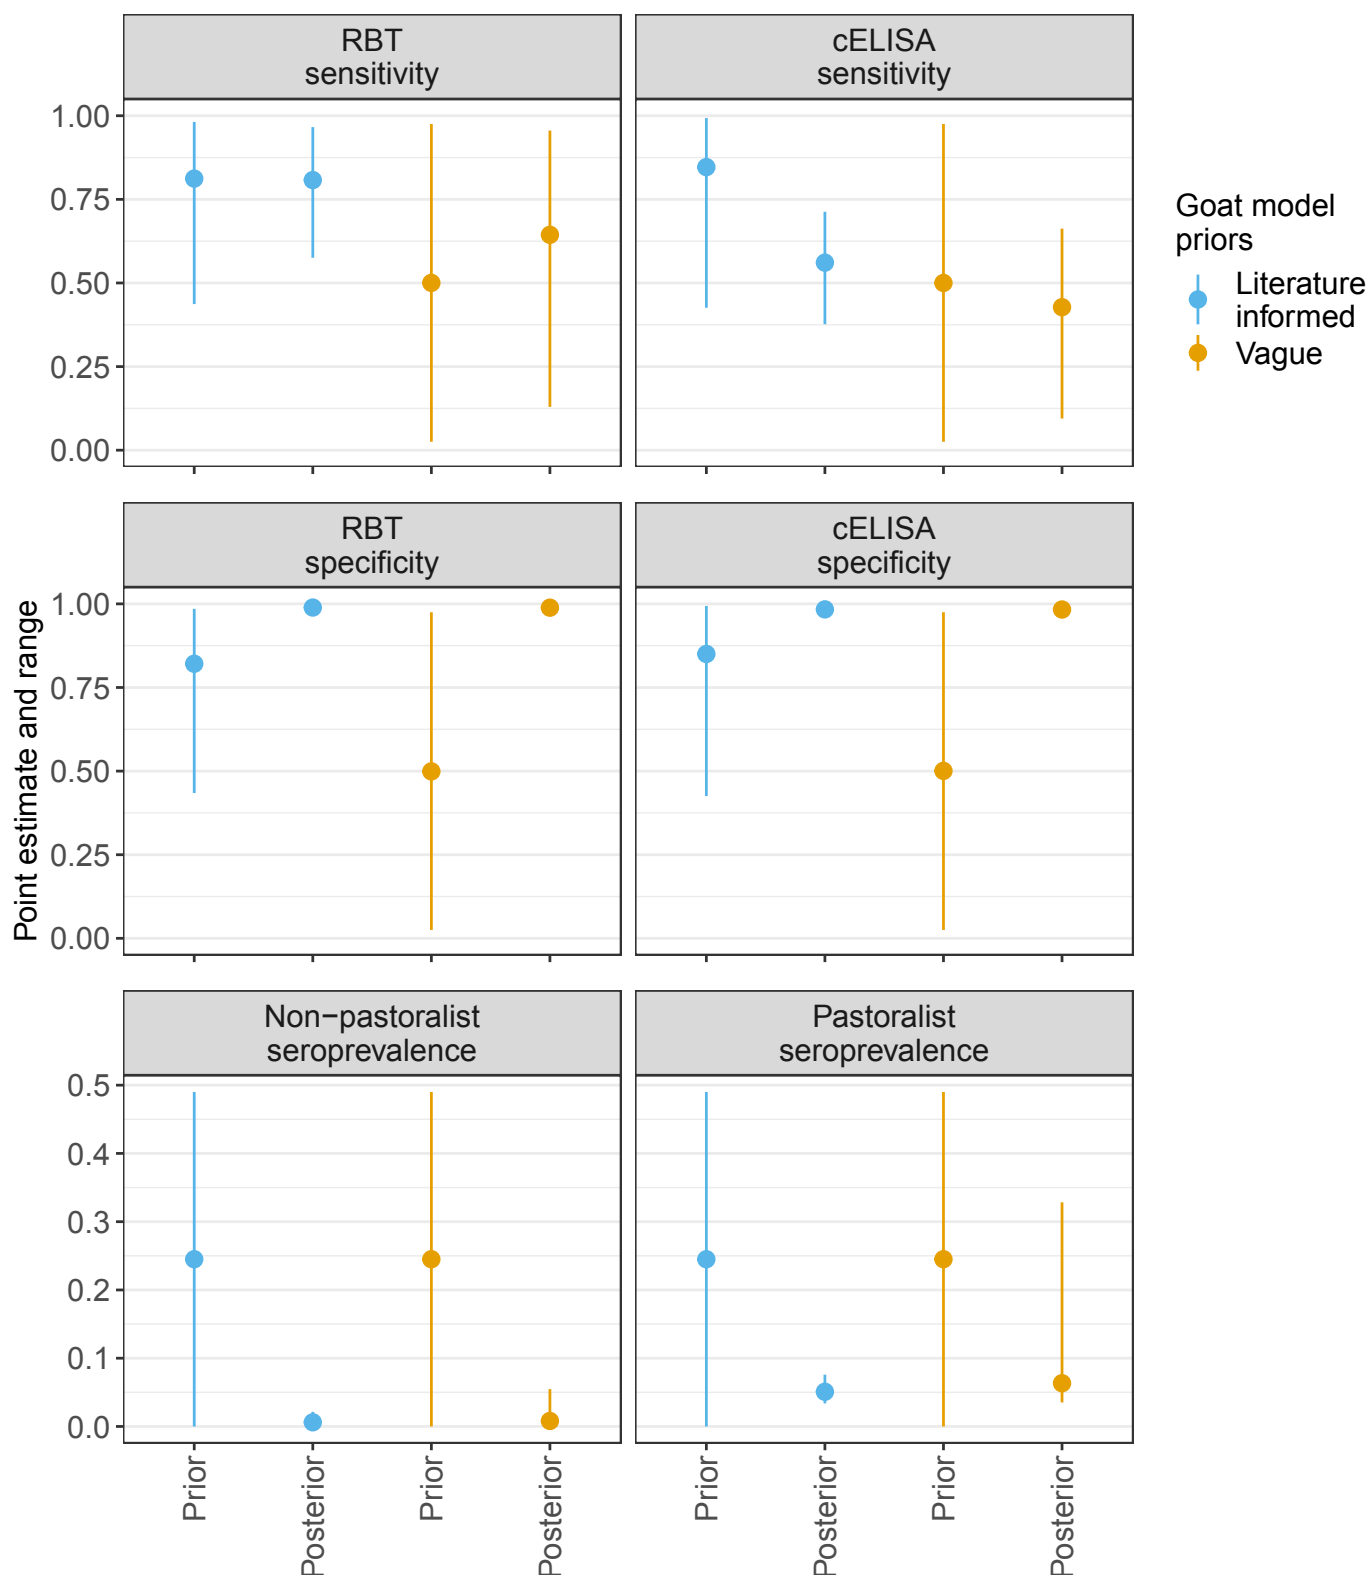 RBT
sensitivity
cELISA
sensitivity
1.00
0.75
0.50
0.25
0.00
Goat model
priors
Literature
informed
Vague
RBT
specificity
cELISA
specificity
Point estimate and range
1.00
0.75
0.50
0.25
0.00
Non−pastoralist
seroprevalence
Pastoralist
seroprevalence
0.5
0.4
0.3
0.2
0.1
0.0
Prior
Posterior
Prior
Posterior
Prior
Posterior
Prior
Posterior